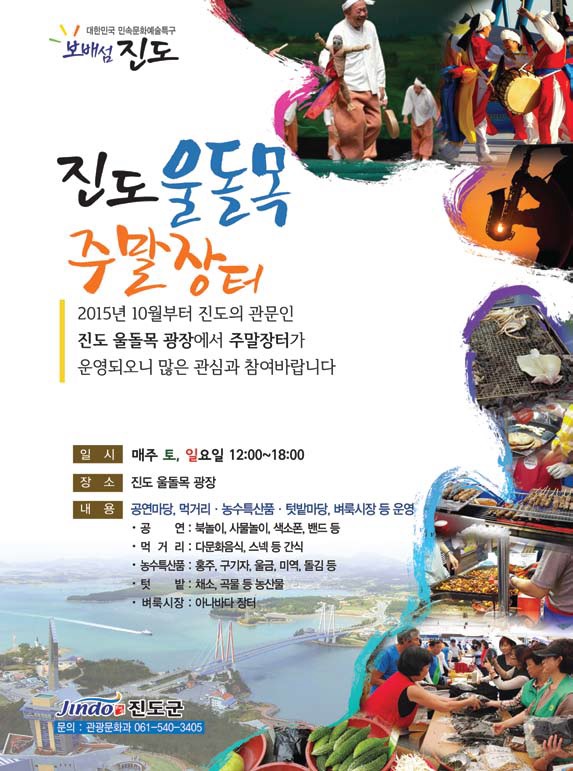 대한민국 민속문화예술특구
보배섬 진도
진도 울돌목
주말장터
2015년 10월부터 진도의 관문인
진도 울돌목 광장에서 주말장터가
운영되오니 많은 관심과 참여바랍니다
일 시 매주 토, 일요일 12:00~18:00
장 소 진도 울돌목 광장
내 용 공연마당, 먹거리 · 농수특산품 · 텃밭마당, 벼룩시장 등 운영
· 공 연 : 북놀이, 사물놀이, 색소폰, 밴드 등
· 먹 거 리 : 다문화음식, 스넥 등 간식
· 농수특산품 : 홍주, 구기자, 울금, 미역, 돌김 등
· 텃 밭 : 채소, 곡물 등 농산물
· 벼룩시장 : 아나바다 장터
Jindo 진도군
문의 : 관광문화과 061-540-3405